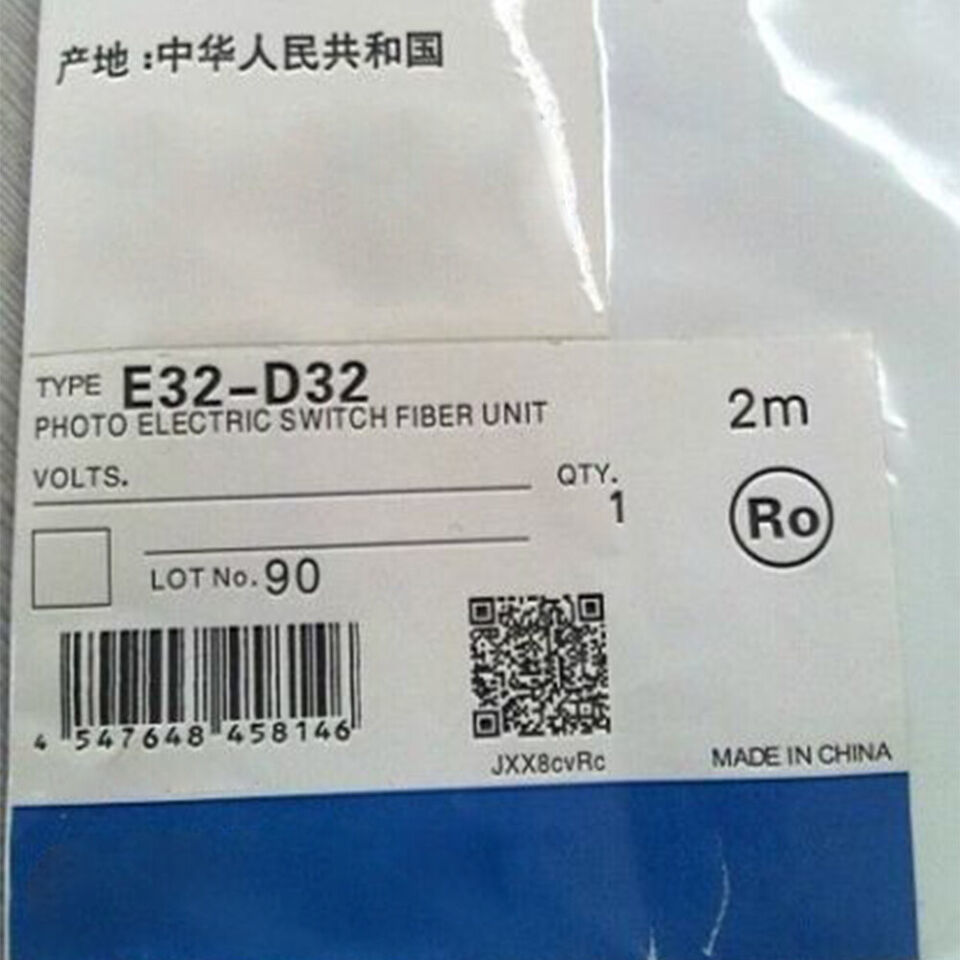 产地:中华人民共和国
TYPE E32-D32
PHOTO ELECTRIC SWITCH FIBER UNIT
2m
VOLTS.
QTY.
1
Ro
LOT No. 90
4 547648 458146
JXX8cvRc
MADE IN CHINA